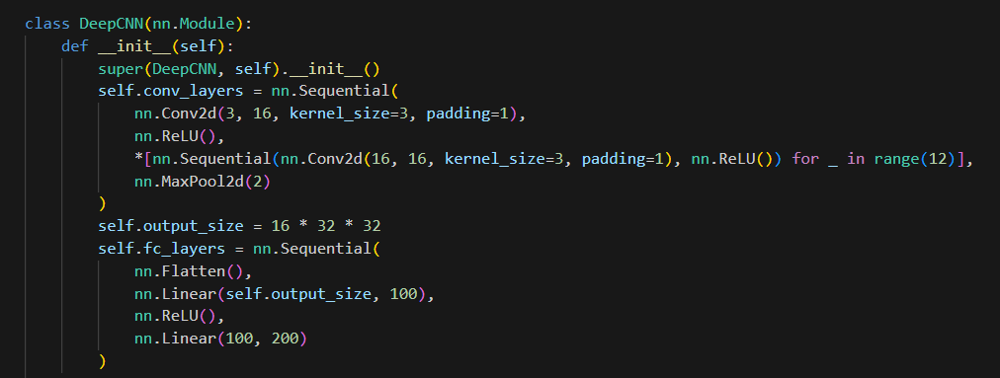 class DeepCNN(nn.Module):
    def __init__(self):
        super(DeepCNN, self).__init__()
        self.conv_layers = nn.Sequential(
            nn.Conv2d(3, 16, kernel_size=3, padding=1),
            nn.ReLU(),
            *[nn.Sequential(nn.Conv2d(16, 16, kernel_size=3, padding=1), nn.ReLU()) for _ in range(12)],
            nn.MaxPool2d(2)
        )
        self.output_size = 16 * 32 * 32
        self.fc_layers = nn.Sequential(
            nn.Flatten(),
            nn.Linear(self.output_size, 100),
            nn.ReLU(),
            nn.Linear(100, 200)
        )